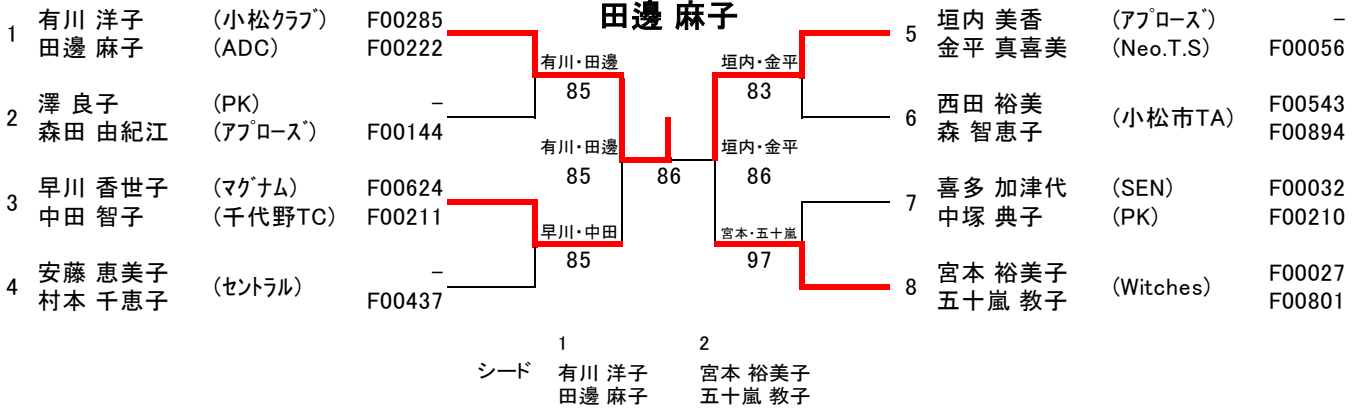 田邊 麻子
1 有川 洋子 (小松クラブ) F00285
田邊 麻子 (ADC) F00222
2 澤 良子 (PK) -
森田 由紀江 (アプローズ) F00144
3 早川 香世子 (マグナム) F00624
中田 智子 (千代野TC) F00211
4 安藤 恵美子 (セントラル) -
村本 千恵子 F00437
有川・田邊
85
有川・田邊
85
早川・中田
85
86
垣内・金平
83
垣内・金平
86
宮本・五十嵐
97
5 垣内 美香 (アプローズ) -
金平 真喜美 (Neo.T.S) F00056
6 西田 裕美 (小松市TA) F00543
森 智恵子 F00894
7 喜多 加津代 (SEN) F00032
中塚 典子 (PK) F00210
8 宮本 裕美子 (Witches) F00027
五十嵐 教子 F00801
1 2
シード 有川 洋子 宮本 裕美子
田邊 麻子 五十嵐 教子